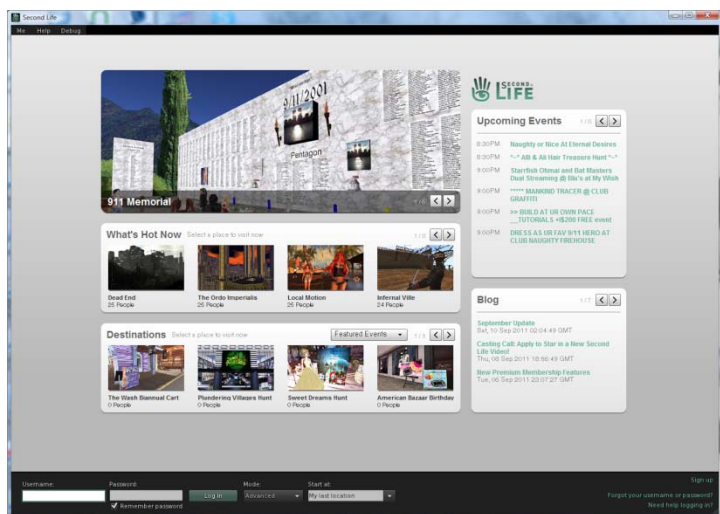 Second Life
Me Help Debug
9/11/2001
Pentagon
911 Memorial
What's Hot Now Select a place to visit now
Dead End
25 People
The Ordo Imperialis
25 People
Local Motion
25 People
Infernal Ville
24 People
Destinations Select a place to visit now Featured Events
The Wash Biannual Cart
0 People
Plundering Villages Hunt
0 People
Sweet Dreams Hunt
0 People
American Bazaar Birthday
0 People
SECOND LIFE
Upcoming Events
8:30PM Naughty or Nice At Eternal Desires
8:30PM *~* AB & Ali Hair Treasure Hunt *~*
9:00PM Starrfish Otmar and Bat Masters
Dual Streaming @ Blu's at My Wish
9:00PM ***** MANKIND TRACER @ CLUB
GRAFFITI
9:00PM >> BUILD AT UR OWN PACE
__TUTORIALS +l$200 FREE event
9:00PM DRESS AS UR FAV 9/11 HERO AT
CLUB NAUGHTY FIREHOUSE
Blog
September Update
Sat, 10 Sep 2011 02:04:49 GMT
Casting Call: Apply to Star in a New Second
Life Video!
Thu, 08 Sep 2011 18:58:49 GMT
New Premium Membership Features
Tue, 06 Sep 2011 23:07:27 GMT
Username: Password: Mode: Start at:
Log In Advanced My last location
Remember password
Sign up
Forgot your username or password?
Need help logging in?